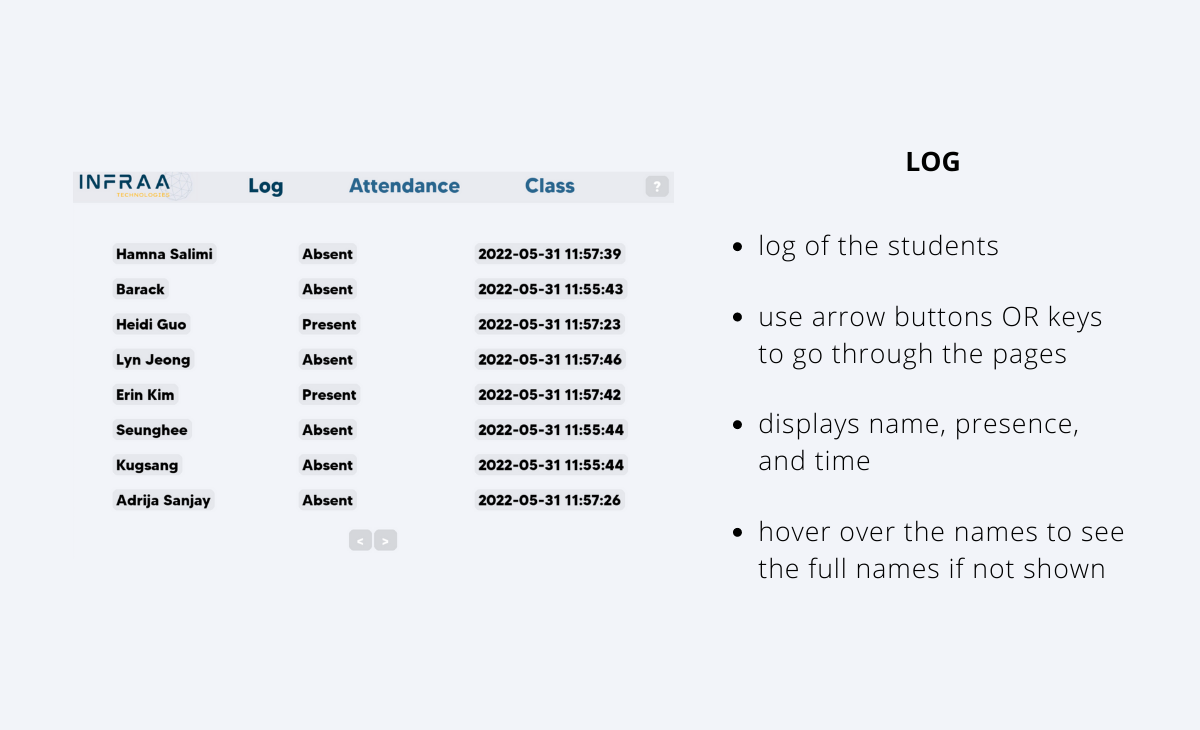 INFRAA
TECHNOLOGIES
Log Attendance Class ?
Hamna Salimi Absent 2022-05-31 11:57:39
Barack Absent 2022-05-31 11:55:43
Heidi Guo Present 2022-05-31 11:57:23
Lyn Jeong Absent 2022-05-31 11:57:46
Erin Kim Present 2022-05-31 11:57:42
Seunghee Absent 2022-05-31 11:55:44
Kugsang Absent 2022-05-31 11:55:44
Adrija Sanjay Absent 2022-05-31 11:57:26
< >
LOG
• log of the students
• use arrow buttons OR keys
to go through the pages
• displays name, presence,
and time
• hover over the names to see
the full names if not shown